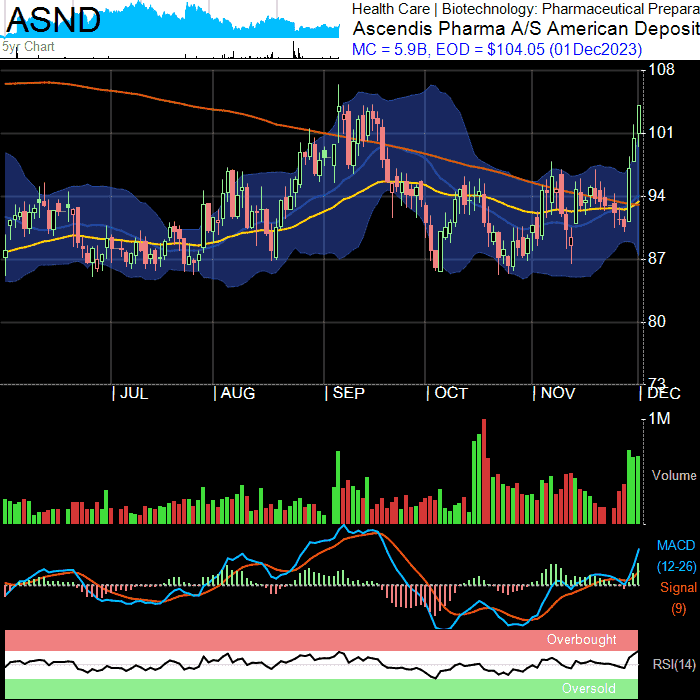 ASND
5yr Chart
Health Care | Biotechnology: Pharmaceutical Prepara
Ascendis Pharma A/S American Deposit
MC = 5.9B, EOD = $104.05 (01Dec2023)
108
101
94
87
80
73
| JUL
| AUG
| SEP
| OCT
| NOV
| DEC
1M
Volume
MACD
(12-26)
Signal
(9)
Overbought
RSI(14)
Oversold